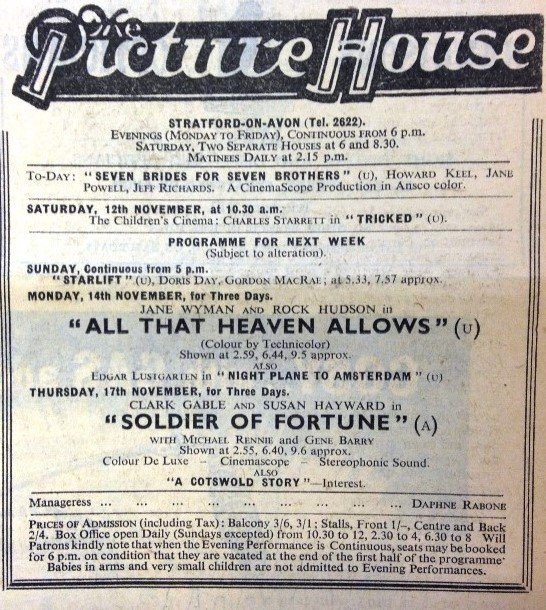 The
Picture House
STRATFORD-ON-AVON (Tel. 2622).
EVENINGS (MONDAY TO FRIDAY), CONTINUOUS FROM 6 p.m.
SATURDAY, TWO SEPARATE HOUSES at 6 and 8.30.
MATINEES DAILY at 2.15 p.m.
TO-DAY: "SEVEN BRIDES FOR SEVEN BROTHERS" (U), HOWARD KEEL, JANE
POWELL, JEFF RICHARDS. A CINEMASCOPE PRODUCTION in ANSCO color.
SATURDAY, 12th NOVEMBER, at 10.30 a.m.
The Children's Cinema: CHARLES STARRETT in "TRICKED" (U).
PROGRAMME FOR NEXT WEEK
(Subject to alteration).
SUNDAY, Continuous from 5 p.m.
"STARLIFT" (U), DORIS DAY, GORDON MACRAE; at 5.33, 7.57 approx.
MONDAY, 14th NOVEMBER, for Three Days.
JANE WYMAN AND ROCK HUDSON in
"ALL THAT HEAVEN ALLOWS" (U)
(Colour by Technicolor)
Shown at 2.59, 6.44, 9.5 approx.
ALSO
EDGAR LUSTGARTEN in "NIGHT PLANE TO AMSTERDAM" (U)
THURSDAY, 17th NOVEMBER, for Three Days.
CLARK GABLE AND SUSAN HAYWARD in
"SOLDIER OF FORTUNE" (A)
WITH MICHAEL RENNIE and GENE BARRY
Shown at 2.55, 6.40, 9.6 approx.
Colour De Luxe – Cinemascope – Stereophonic Sound.
ALSO
"A COTSWOLD STORY"—Interest.
Manageress ... ... ... ... ... ... ... DAPHNE RABONE
PRICES OF ADMISSION (including Tax): Balcony 3/6, 3/1; Stalls, Front 1/–, Centre and Back
2/4. Box Office open Daily (Sundays excepted) from 10.30 to 12, 2.30 to 4, 6.30 to 8 Will
Patrons kindly note that when the Evening Performance is Continuous, seats may be booked
for 6 p.m. on condition that they are vacated at the end of the first half of the programme'
Babies in arms and very small children are not admitted to Evening Performances.